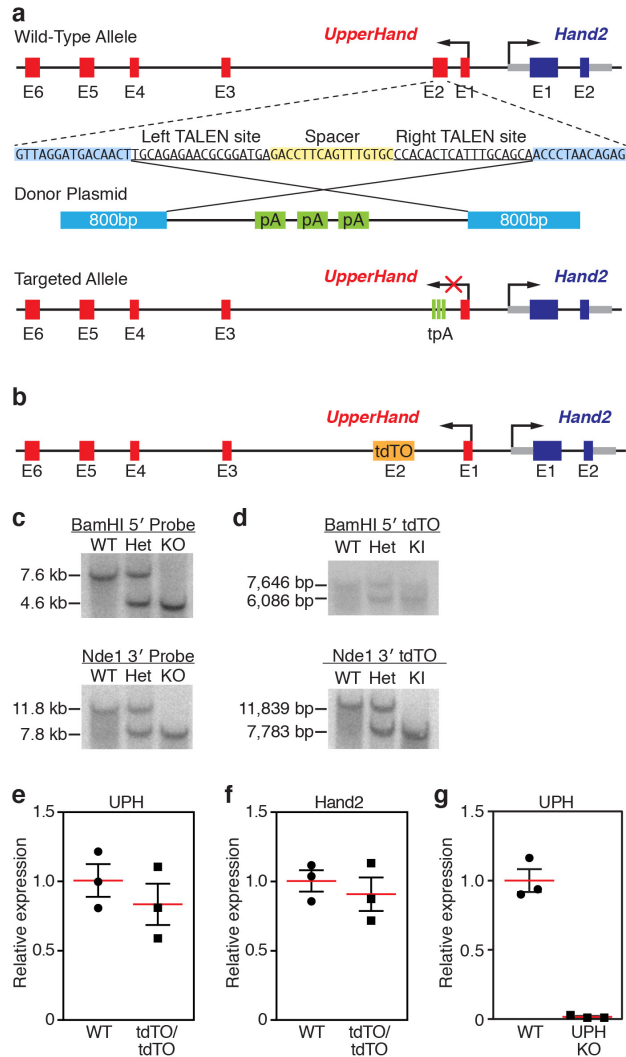 a
Wild-Type Allele
UpperHand
Hand2
E6 E5 E4 E3 E2 E1 E1 E2
Left TALEN site Spacer Right TALEN site
GTTAGGATGACAACTTGCAGAGAACGCGGATGAGACCTTCAGTTTGTGCCCACACTCATTTGCAGCAACCCTAACAGAG
Donor Plasmid
800bp pA pA pA 800bp
Targeted Allele
UpperHand
Hand2
E6 E5 E4 E3 tpA E1 E2
b
UpperHand
Hand2
tdTO
E6 E5 E4 E3 E2 E1 E1 E2
c
BamHI 5′ Probe
WT Het KO
7.6 kb
4.6 kb
Nde1 3′ Probe
WT Het KO
11.8 kb
7.8 kb
d
BamHI 5′ tdTO
WT Het KI
7,646 bp
6,086 bp
Nde1 3′ tdTO
WT Het KI
11,839 bp
7,783 bp
e
UPH
Relative expression
1.5
1.0
0.5
0
WT tdTO/
tdTO
f
Hand2
Relative expression
1.5
1.0
0.5
0
WT tdTO/
tdTO
g
UPH
Relative expression
1.5
1.0
0.5
0
WT UPH
KO